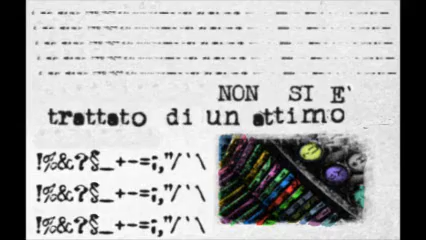 NON SI E'
trattato di un attimo
!%&?§_+-=;,"/`\
!%&?§_+-=;,"/`\
!%&?§_+-=;,"/`\